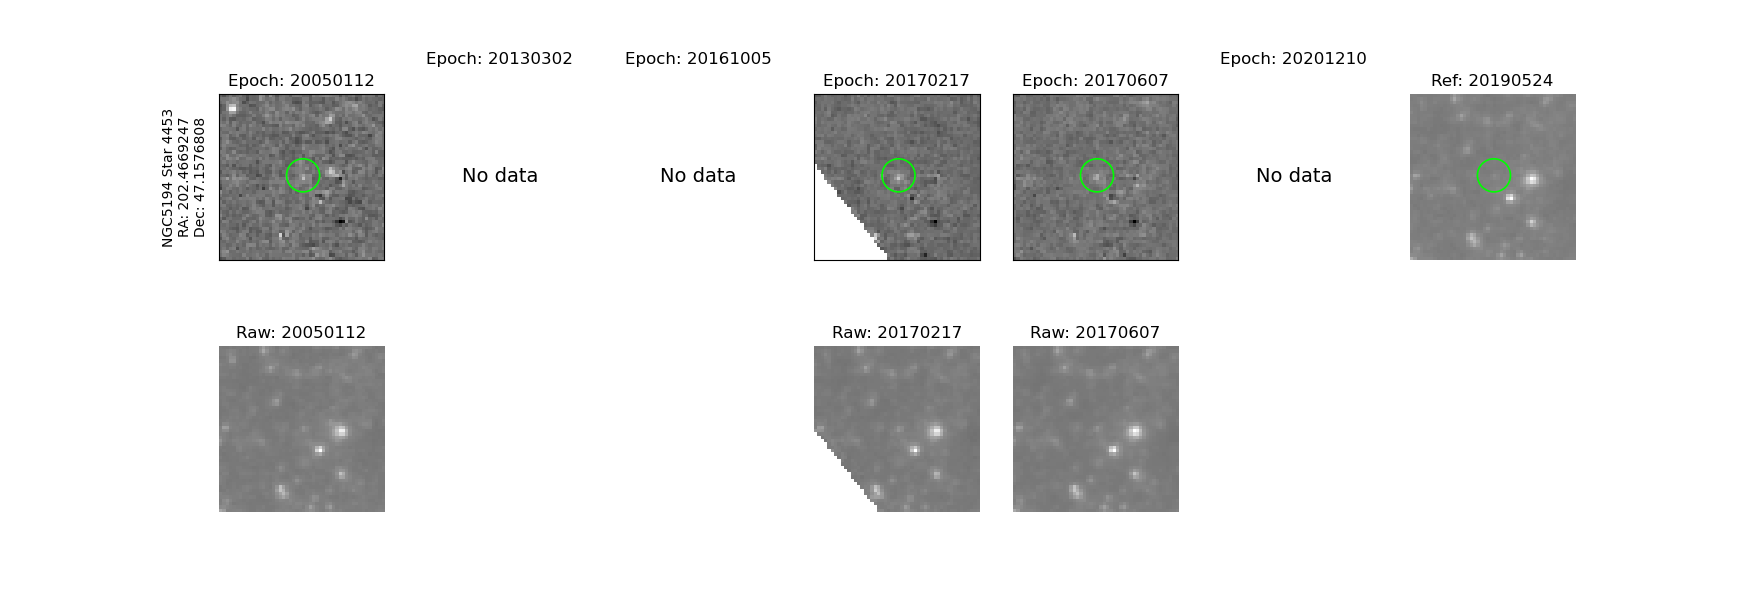 Epoch: 20130302
Epoch: 20161005
Epoch: 20201210
Epoch: 20050112
Epoch: 20170217
Epoch: 20170607
Ref: 20190524
NGC5194 Star 4453
RA: 202.4669247
Dec: 47.1576808
No data
No data
No data
Raw: 20050112
Raw: 20170217
Raw: 20170607